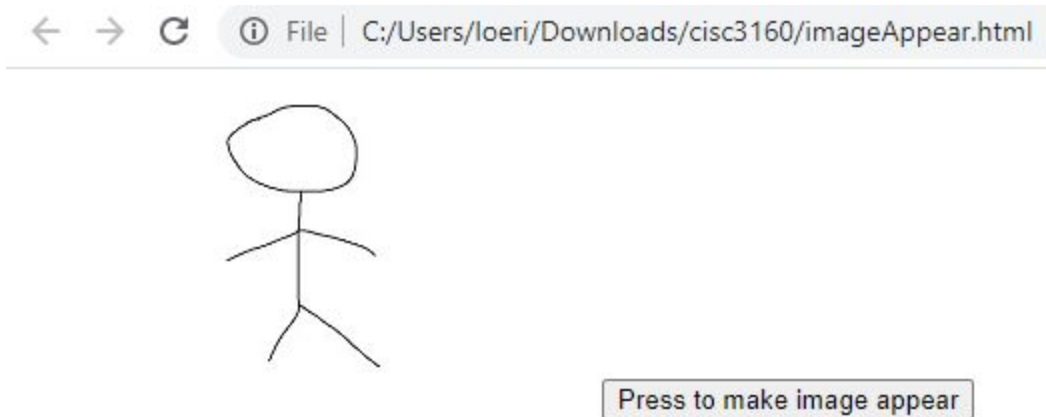 File | C:/Users/loeri/Downloads/cisc3160/imageAppear.html
Press to make image appear